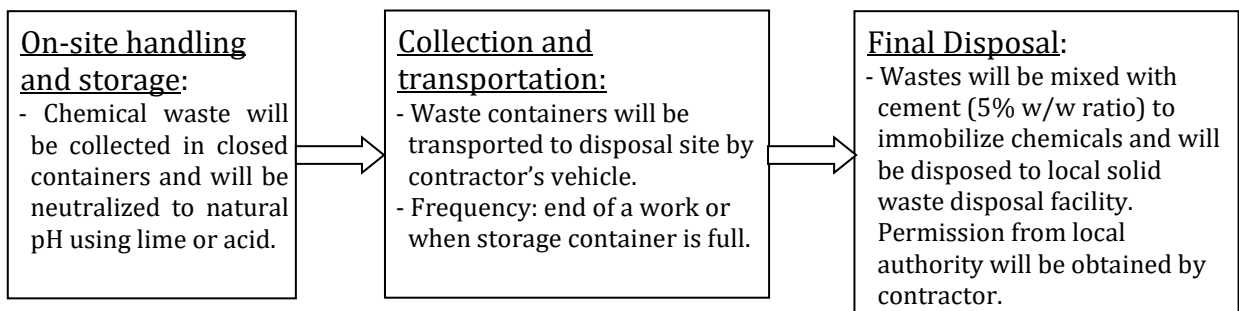 On-site handling
and storage:
- Chemical waste will
be collected in closed
containers and will be
neutralized to natural
pH using lime or acid.
Collection and
transportation:
- Waste containers will be
transported to disposal site by
contractor's vehicle.
- Frequency: end of a work or
when storage container is full.
Final Disposal:
- Wastes will be mixed with
cement (5% w/w ratio) to
immobilize chemicals and will
be disposed to local solid
waste disposal facility.
Permission from local
authority will be obtained by
contractor.